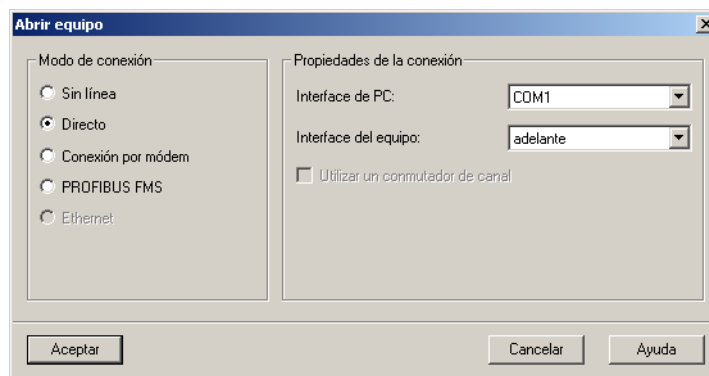 Abrir equipo
Modo de conexión
Sin línea
Directo
Conexión por módem
PROFIBUS FMS
Ethernet
Propiedades de la conexión
Interface de PC:
COM1
Interface del equipo:
adelante
Utilizar un conmutador de canal
Aceptar
Cancelar
Ayuda